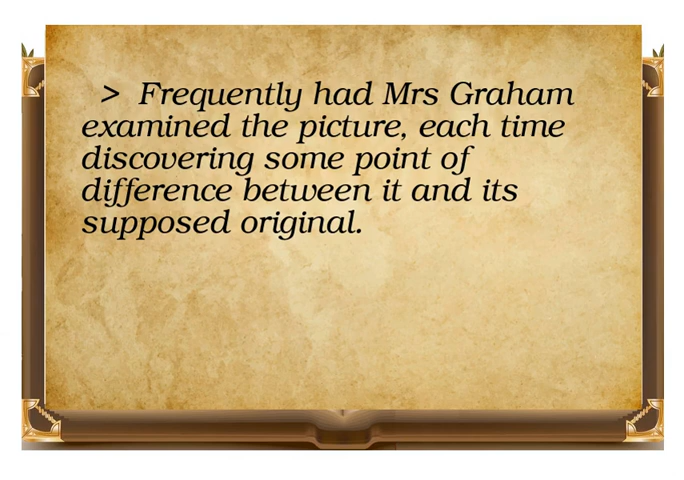 > Frequently had Mrs Graham
examined the picture, each time
discovering some point of
difference between it and its
supposed original.